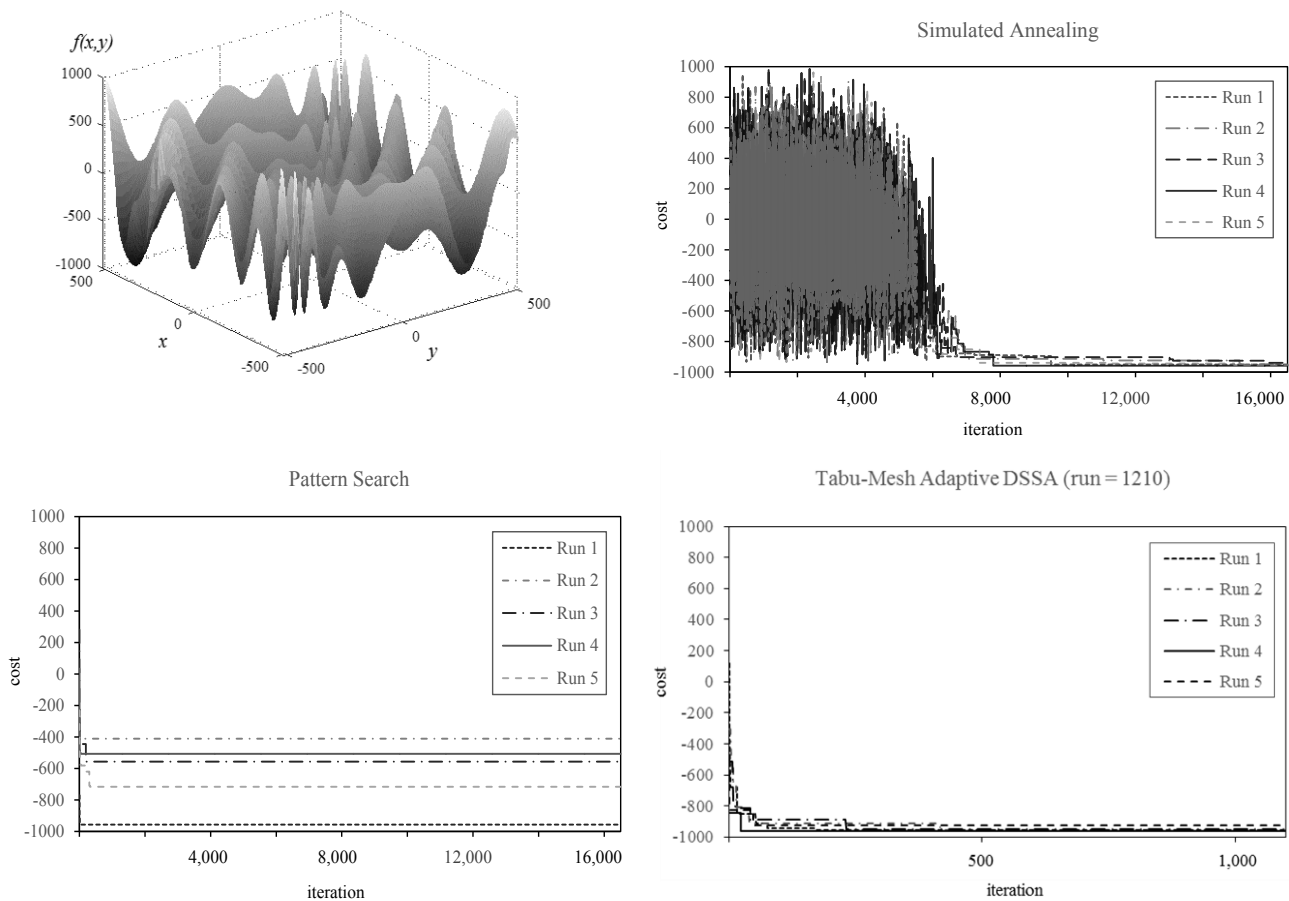 f(x,y)
1000
500
0
-500
-1000
500
0
-500
x
-500
0
500
y
Simulated Annealing
1000
800
600
400
200
0
-200
-400
-600
-800
-1000
cost
4,000
8,000
12,000
16,000
iteration
Run 1
Run 2
Run 3
Run 4
Run 5
Pattern Search
1000
800
600
400
200
0
-200
-400
-600
-800
-1000
cost
4,000
8,000
12,000
16,000
iteration
Run 1
Run 2
Run 3
Run 4
Run 5
Tabu-Mesh Adaptive DSSA (run = 1210)
1000
800
600
400
200
0
-200
-400
-600
-800
-1000
cost
500
1,000
iteration
Run 1
Run 2
Run 3
Run 4
Run 5